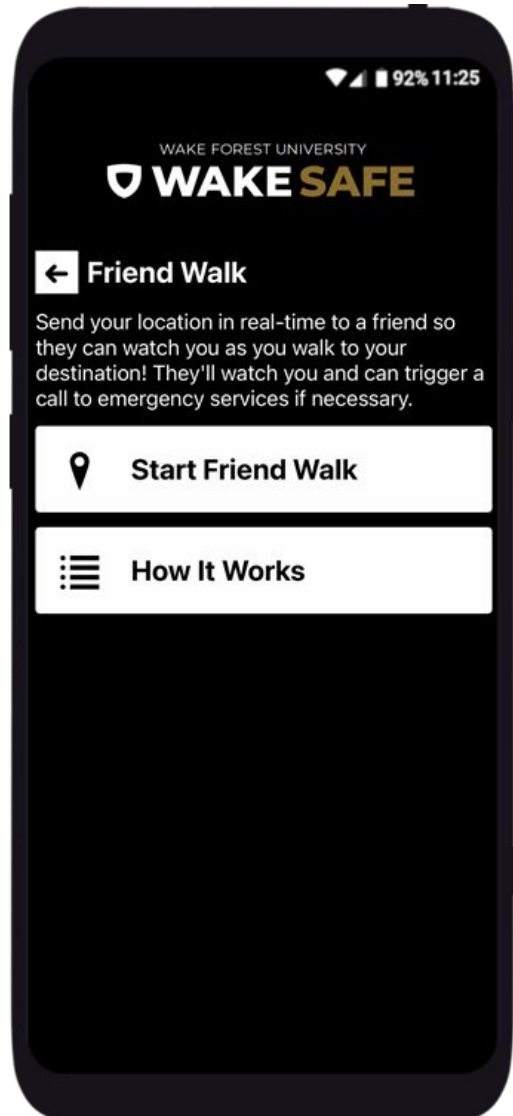 92% 11:25
WAKE FOREST UNIVERSITY
WAKE SAFE
Friend Walk
Send your location in real-time to a friend so
they can watch you as you walk to your
destination! They'll watch you and can trigger a
call to emergency services if necessary.
Start Friend Walk
How It Works